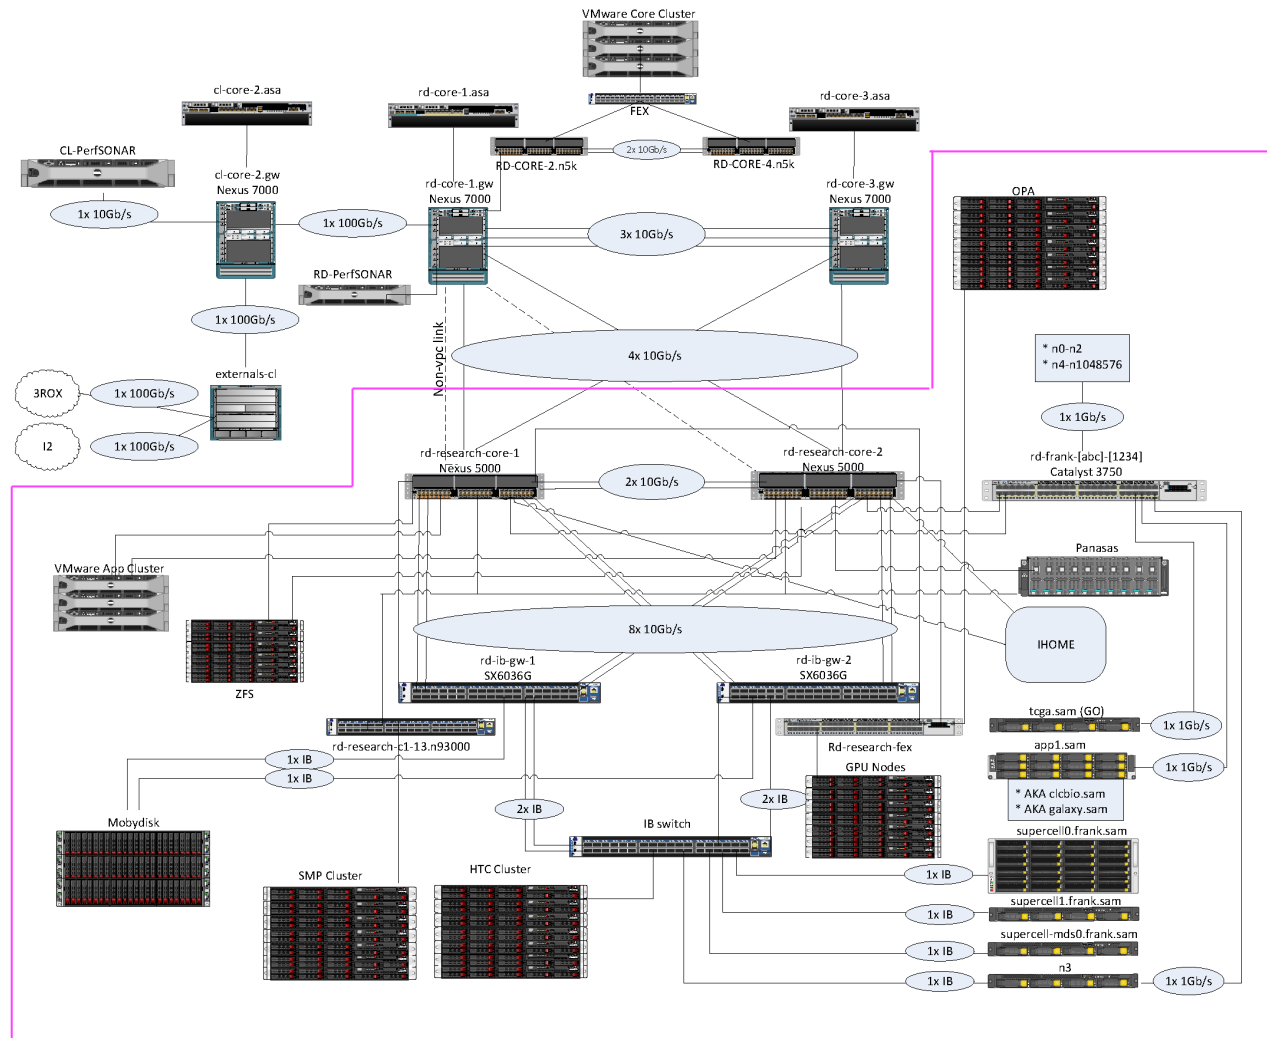 VMware Core Cluster
cl-core-2.asa
rd-core-1.asa
rd-core-3.asa
FEX
CL-PerfSONAR
RD-CORE-2.n5k
2x 10Gb/s
RD-CORE-4.n5k
cl-core-2.gw
Nexus 7000
rd-core-1.gw
Nexus 7000
rd-core-3.gw
Nexus 7000
OPA
1x 10Gb/s
1x 100Gb/s
3x 10Gb/s
RD-PerfSONAR
1x 100Gb/s
Non-vpc link
4x 10Gb/s
* n0-n2
* n4-n1048576
externals-cl
3ROX
1x 100Gb/s
I2
1x 100Gb/s
1x 1Gb/s
rd-research-core-1
Nexus 5000
rd-research-core-2
Nexus 5000
rd-frank-[abc]-[1234]
Catalyst 3750
2x 10Gb/s
Panasas
VMware App Cluster
8x 10Gb/s
IHOME
ZFS
rd-ib-gw-1
SX6036G
rd-ib-gw-2
SX6036G
tcga.sam (GO)
1x 1Gb/s
rd-research-c1-13.n93000
Rd-research-fex
app1.sam
1x 1Gb/s
1x IB
1x IB
GPU Nodes
* AKA clcbio.sam
* AKA galaxy.sam
2x IB
2x IB
Mobydisk
IB switch
supercell0.frank.sam
SMP Cluster
HTC Cluster
1x IB
supercell1.frank.sam
1x IB
supercell-mds0.frank.sam
1x IB
n3
1x IB
1x 1Gb/s